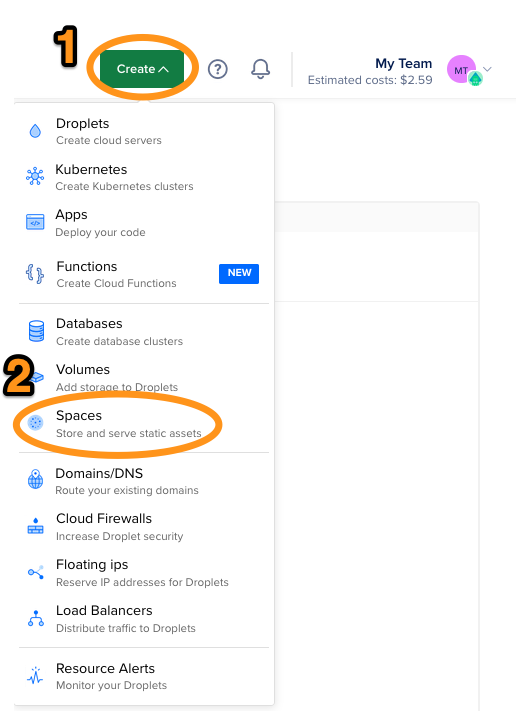 1
Create
My Team
Estimated costs: $2.59
MT
Droplets
Create cloud servers
Kubernetes
Create Kubernetes clusters
Apps
Deploy your code
Functions
Create Cloud Functions
NEW
Databases
Create database clusters
2
Volumes
Add storage to Droplets
Spaces
Store and serve static assets
Domains/DNS
Route your existing domains
Cloud Firewalls
Increase Droplet security
Floating ips
Reserve IP addresses for Droplets
Load Balancers
Distribute traffic to Droplets
Resource Alerts
Monitor your Droplets